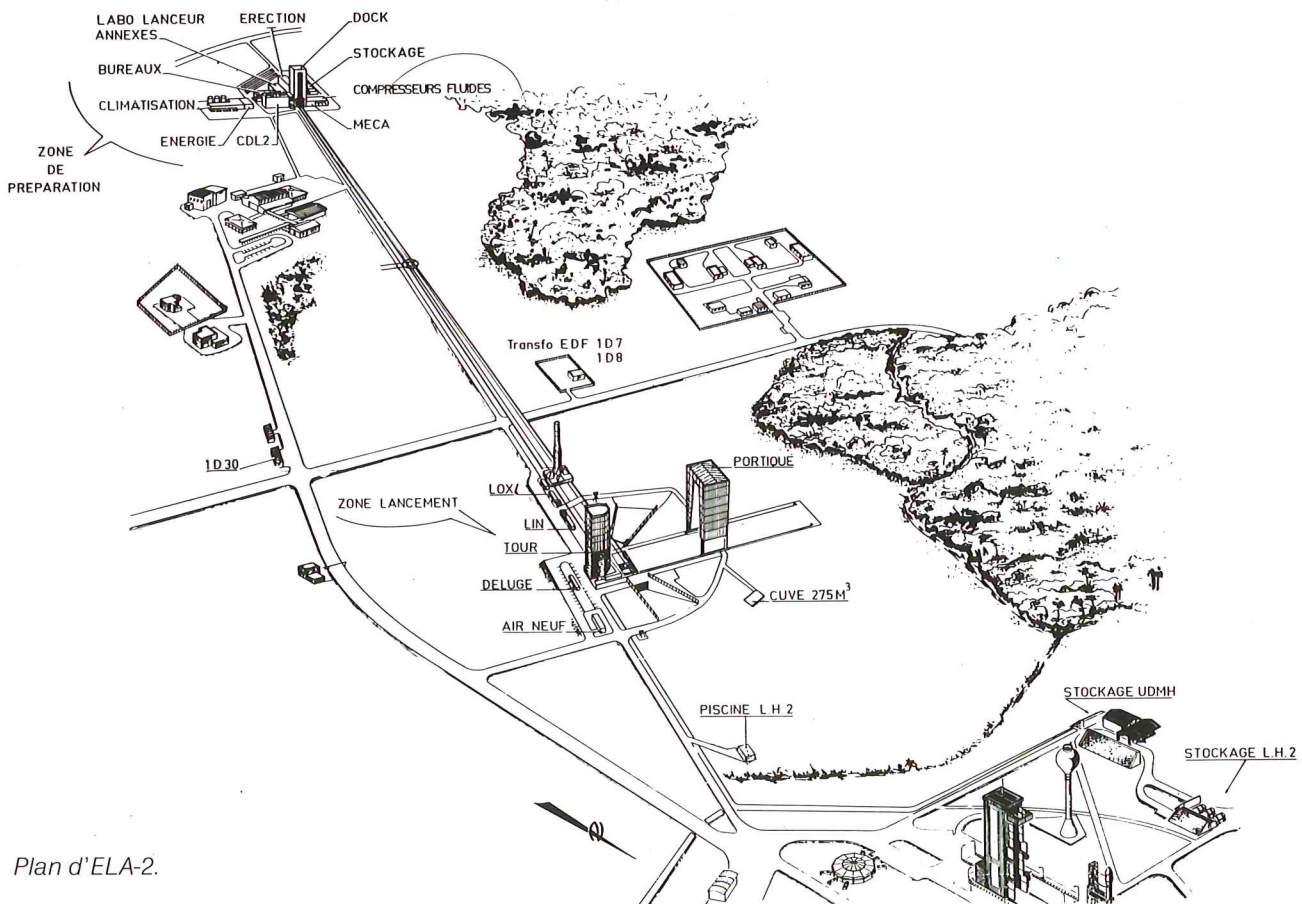 LABO LANCEUR
ANNEXES
ERECTION
DOCK
STOCKAGE
BUREAUX
COMPRESSEURS FLUIDES
CLIMATISATION
MECA
ENERGIE
CDL2
ZONE
DE
PREPARATION
Transfo EDF 1D7
1D8
1D30
PORTIQUE
LOX
ZONE LANCEMENT
LIN
TOUR
DELUGE
CUVE 275M³
AIR NEUF
STOCKAGE UDMH
PISCINE L H 2
STOCKAGE L.H.2
Plan d'ELA-2.